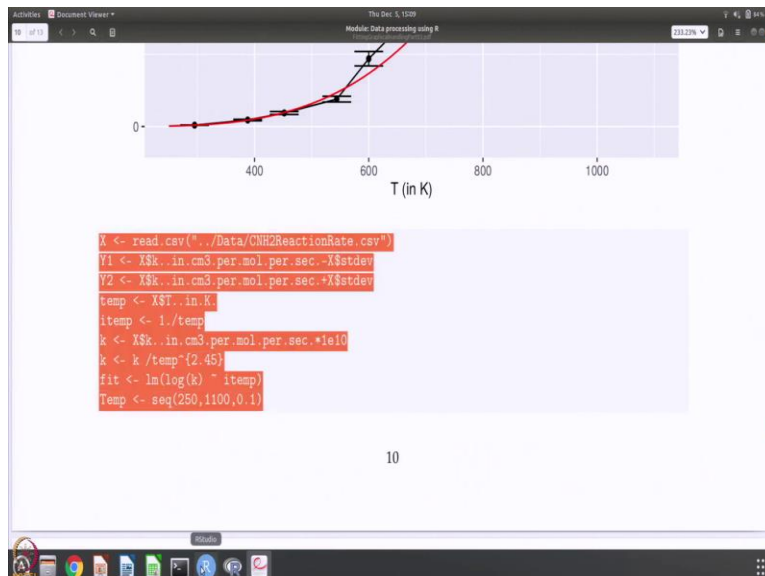 Activities Document Viewer Thu Dec 5, 15:09 84%
10 of 13 Module: Data processing using R 233.23%
0
400 600 800 1000
T (in K)
X <- read.csv("../Data/CNH2ReactionRate.csv")
Y1 <- X$k..in.cm3.per.mol.per.sec.-X$stdev
Y2 <- X$k..in.cm3.per.mol.per.sec.+X$stdev
temp <- X$T..in.K.
itemp <- 1./temp
k <- X$k..in.cm3.per.mol.per.sec.*1e10
k <- k /temp^{2.45}
fit <- lm(log(k) ~ itemp)
Temp <- seq(250,1100,0.1)
10
RStudio